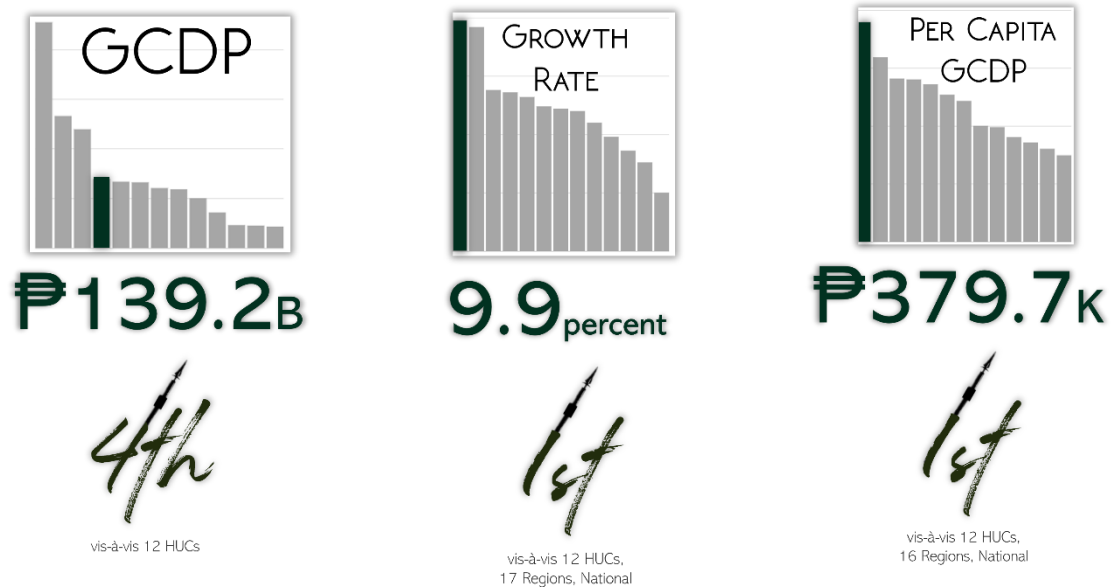 GCDP
₱139.2B
4th
vis-à-vis 12 HUCs
GROWTH
RATE
9.9percent
1st
vis-à-vis 12 HUCs,
17 Regions, National
PER CAPITA
GCDP
₱379.7K
1st
vis-à-vis 12 HUCs,
16 Regions, National